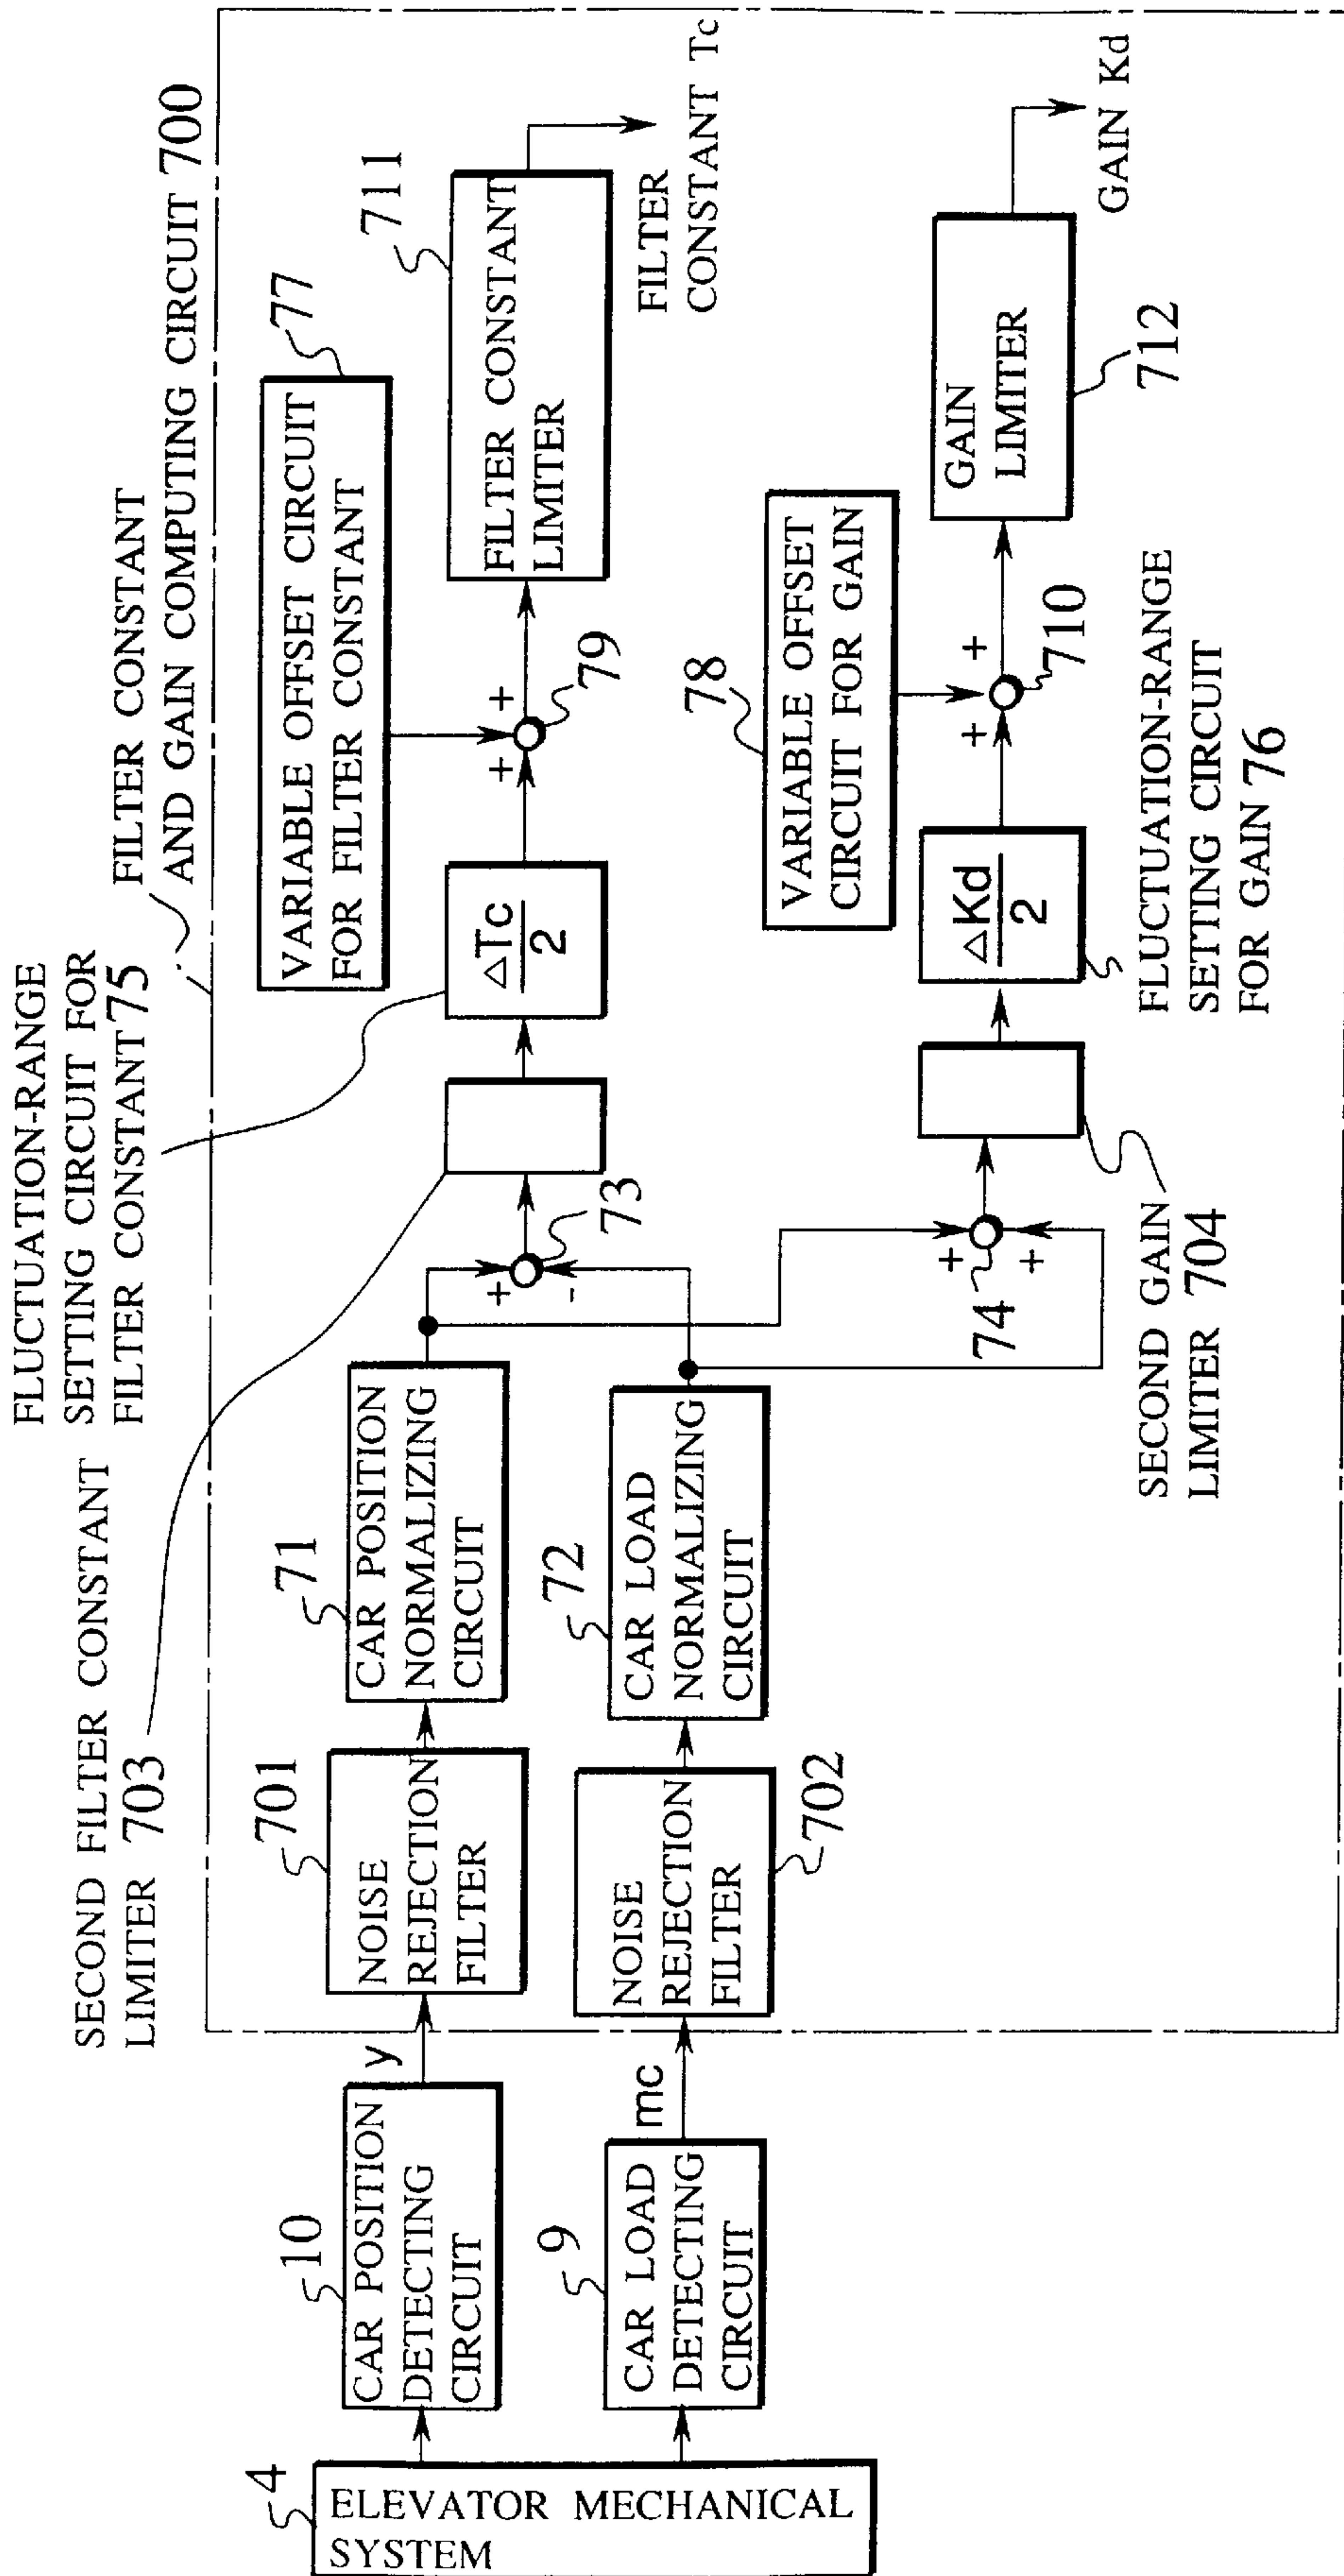 FLUCTUATION-RANGE
SETTING CIRCUIT FOR
FILTER CONSTANT 75
SECOND FILTER CONSTANT
LIMITER 703
FILTER CONSTANT
AND GAIN COMPUTING CIRCUIT 700
4
ELEVATOR MECHANICAL
SYSTEM
10
CAR POSITION
DETECTING
CIRCUIT
y
701
NOISE
REJECTION
FILTER
71
CAR POSITION
NORMALIZING
CIRCUIT
+
-
73
△Tc
2
77
VARIABLE OFFSET CIRCUIT
FOR FILTER CONSTANT
+
+
79
711
FILTER CONSTANT
LIMITER
FILTER
CONSTANT Tc
9
CAR LOAD
DETECTING
CIRCUIT
mc
NOISE
REJECTION
FILTER
702
72
CAR LOAD
NORMALIZING
CIRCUIT
+
+
74
SECOND GAIN
LIMITER 704
△Kd
2
FLUCTUATION-RANGE
SETTING CIRCUIT
FOR GAIN 76
78
VARIABLE OFFSET
CIRCUIT FOR GAIN
+
+
710
GAIN
LIMITER
712
GAIN Kd